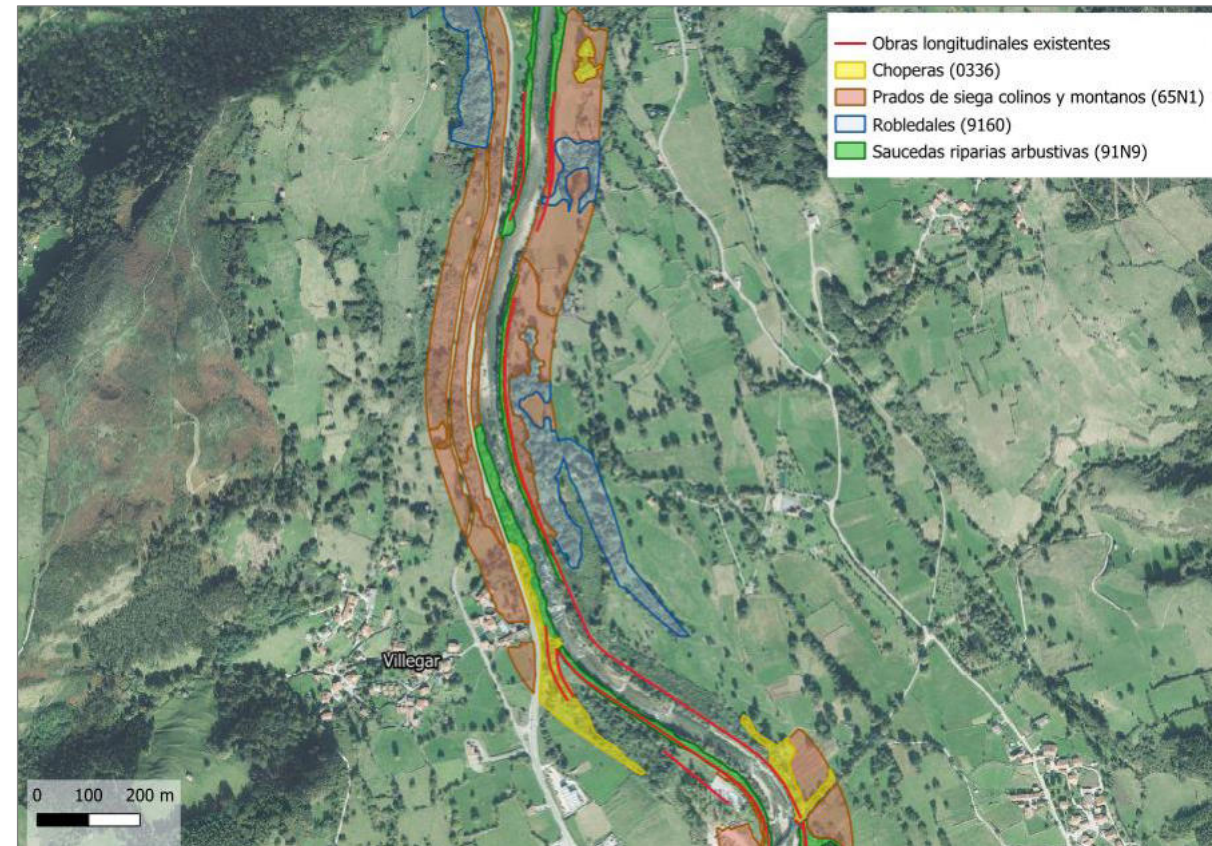 Obras longitudinales existentes
Choperas (0336)
Prados de siega colinos y montanos (65N1)
Robledales (9160)
Saucedas riparias arbustivas (91N9)
Villegar
0 100 200 m